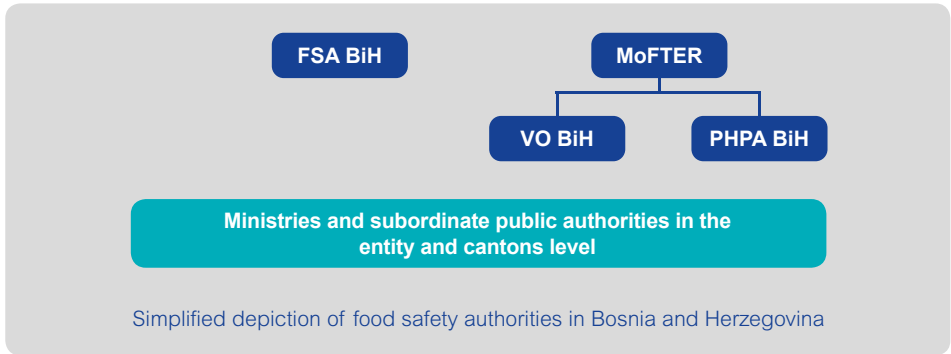 FSA BiH
MoFTER
VO BiH
PHPA BiH
Ministries and subordinate public authorities in the
entity and cantons level
Simplified depiction of food safety authorities in Bosnia and Herzegovina